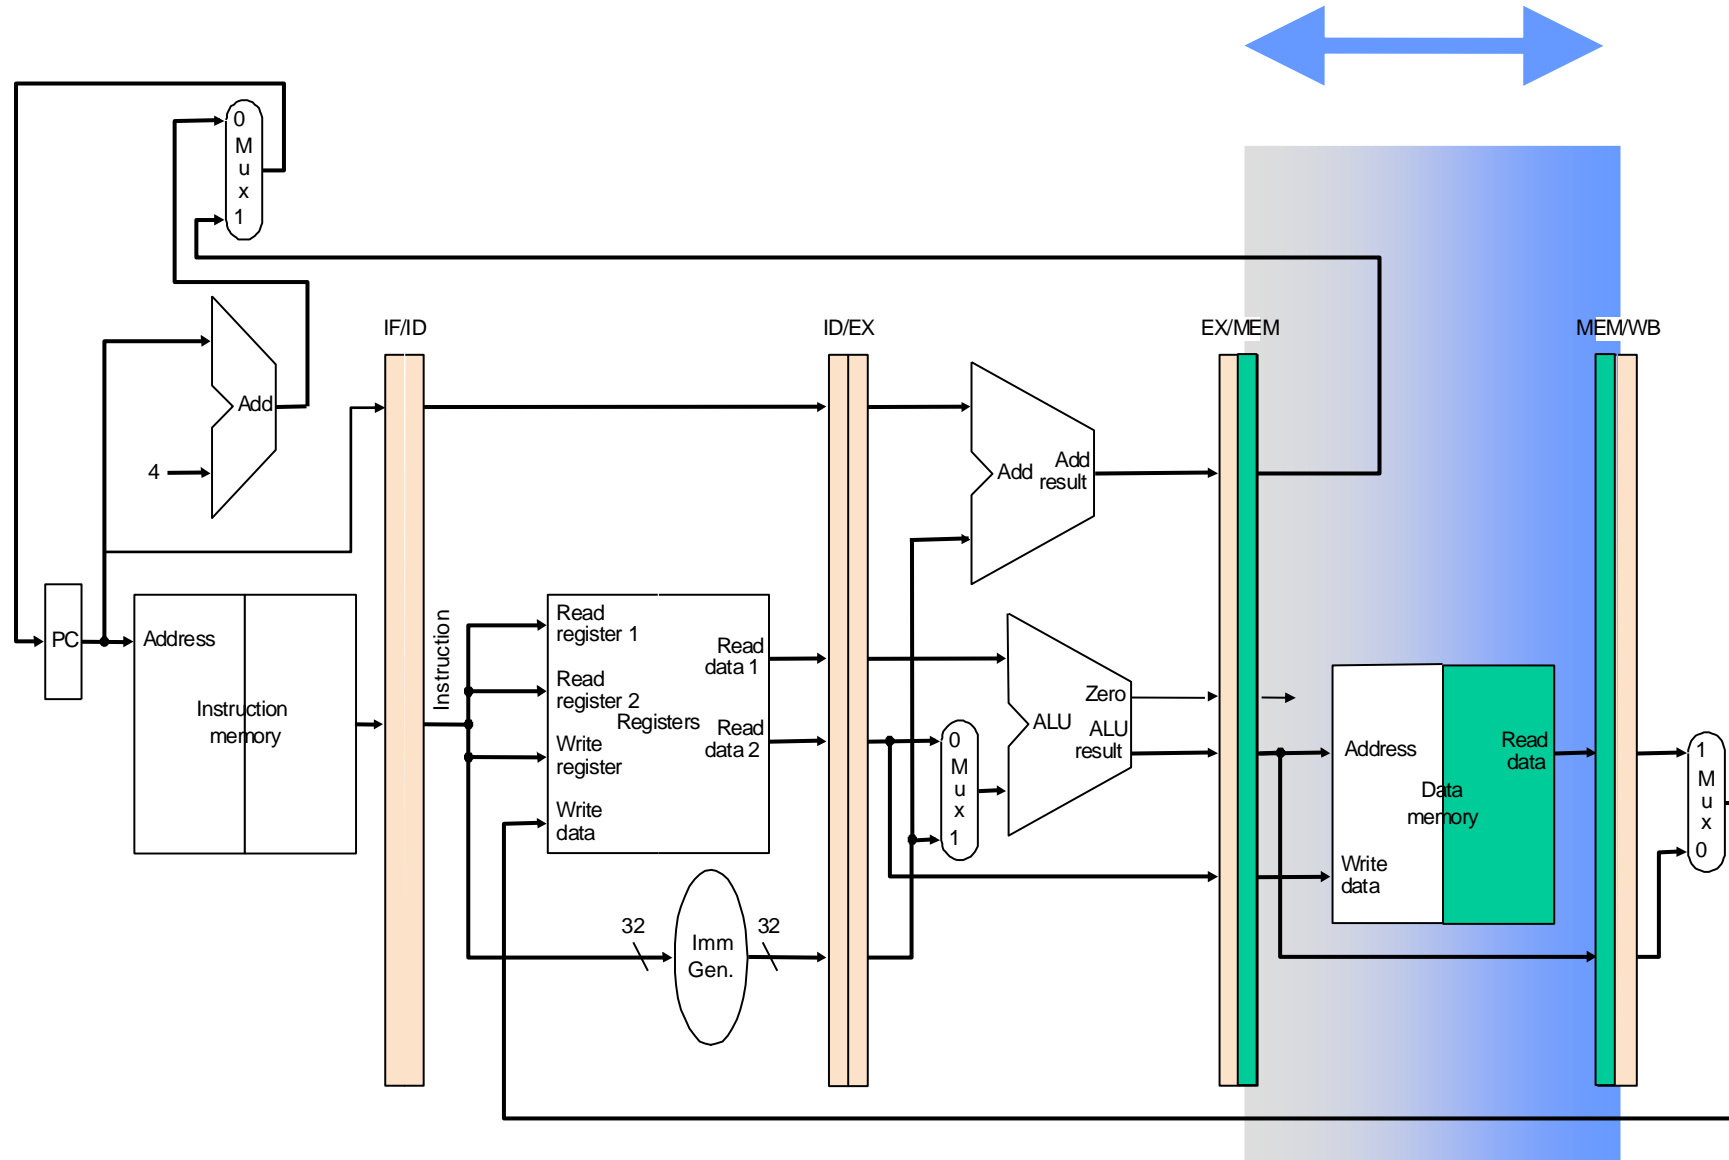 0
M
u
x
1
IF/ID
ID/EX
EX/MEM
MEM/WB
Add
4
Add
Add
result
PC
Address
Instruction
memory
Instruction
Read
register 1
Read
register 2
Write
register
Write
data
Registers
Read
data 1
Read
data 2
32
Imm
Gen.
32
0
M
u
x
1
Zero
ALU
ALU
result
Address
Read
data
Data
memory
Write
data
1
M
u
x
0